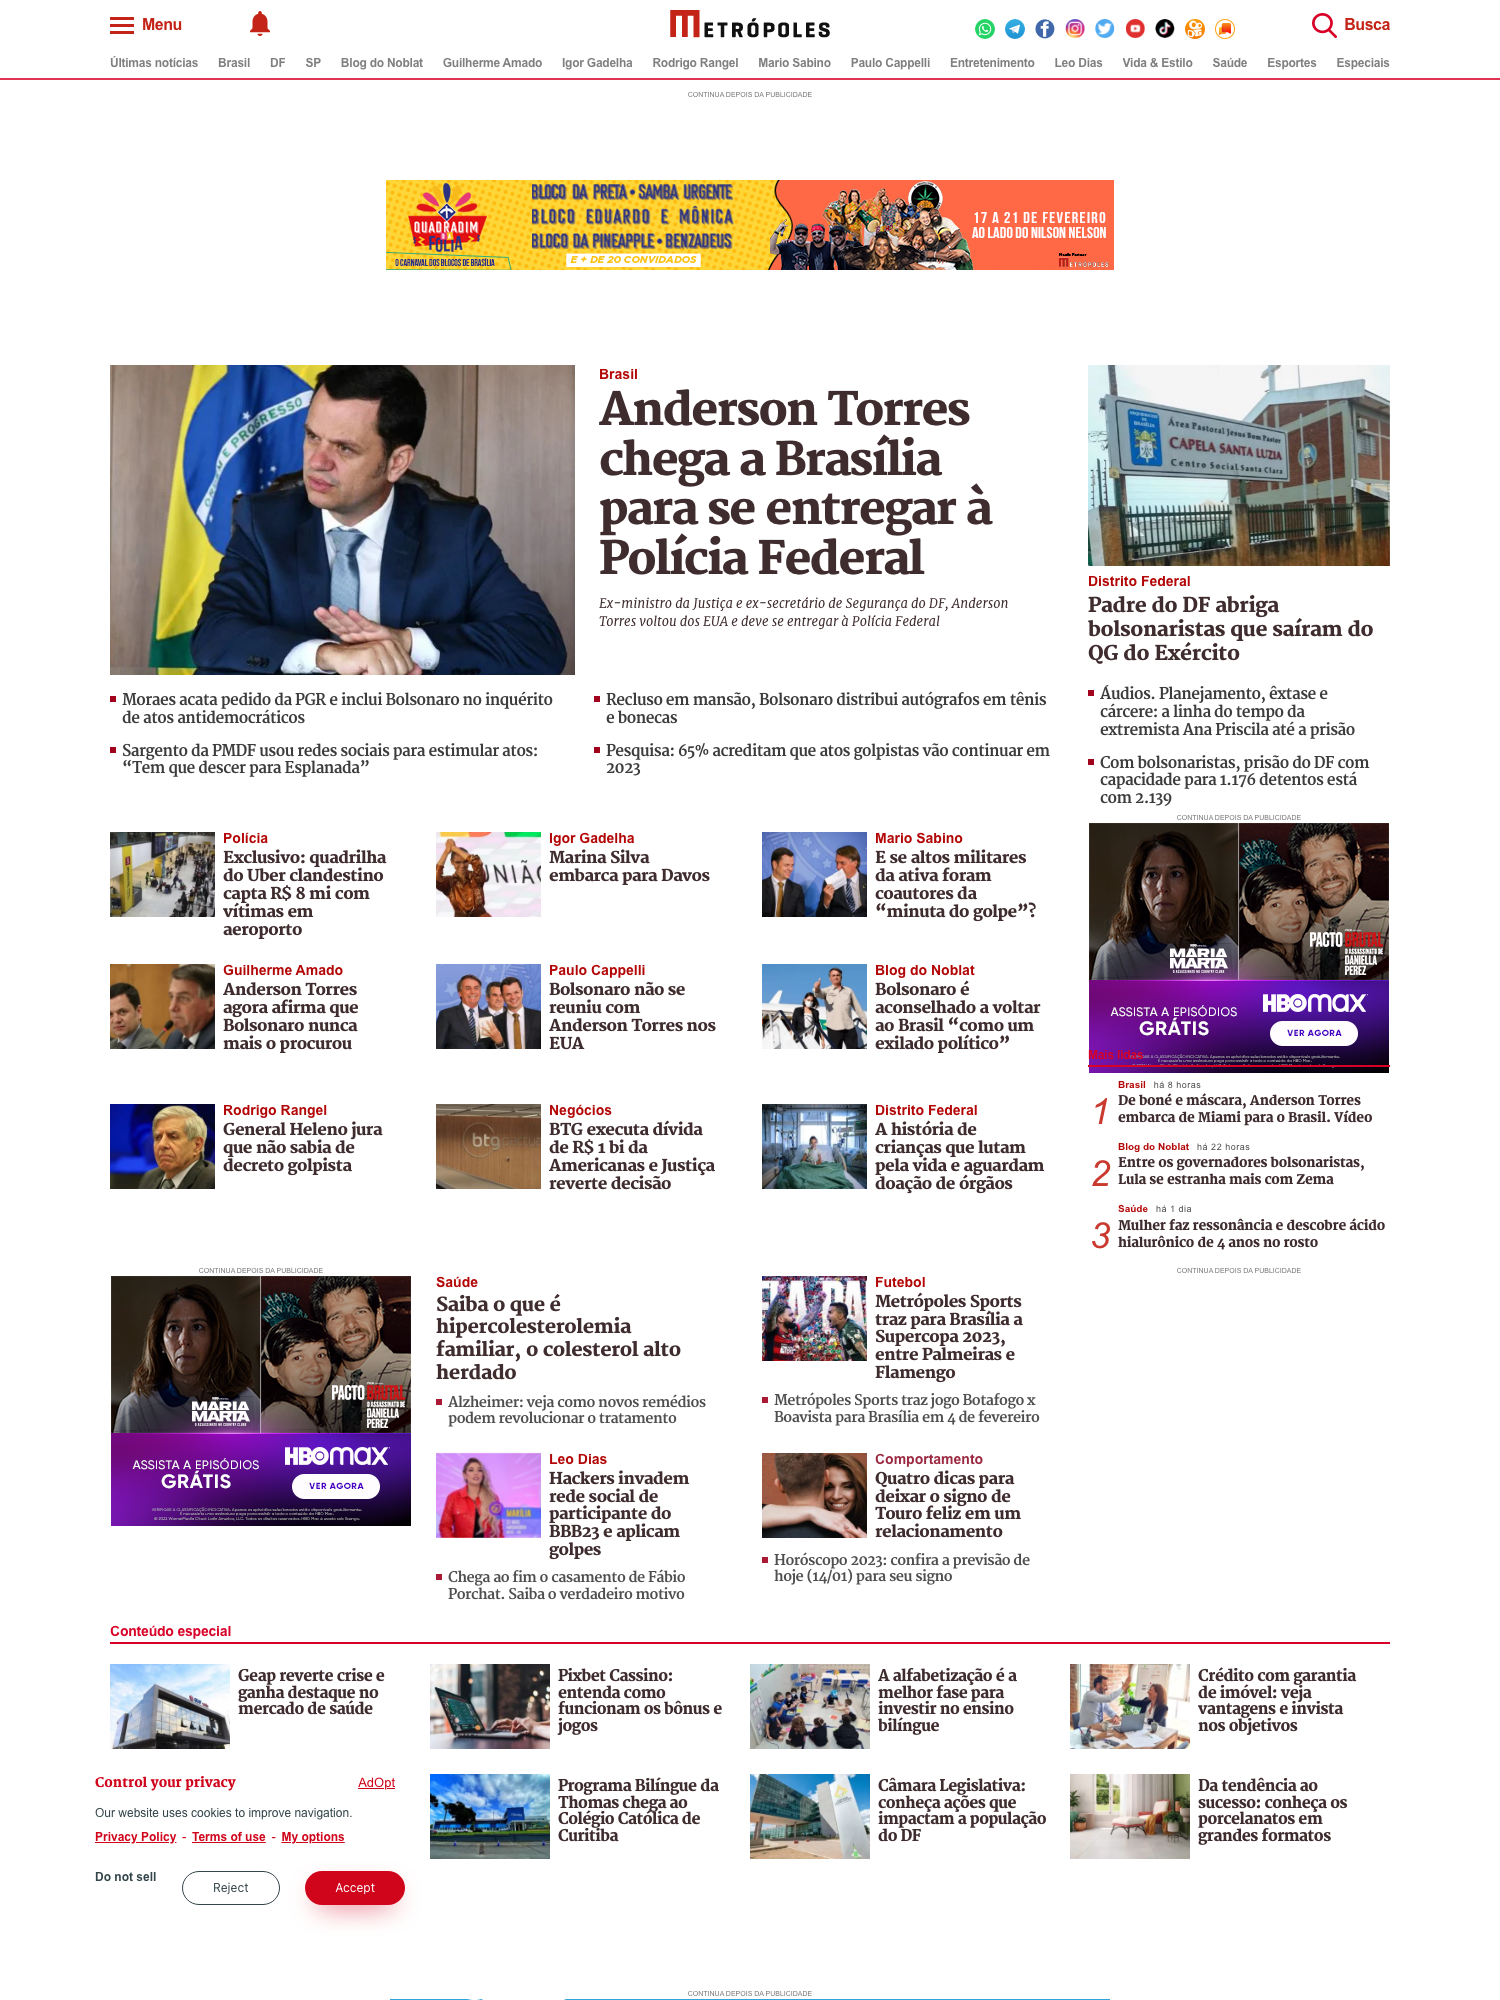 Menu
METRÓPOLES
Busca
Últimas notícias Brasil DF SP Blog do Noblat Guilherme Amado Igor Gadelha Rodrigo Rangel Mario Sabino Paulo Cappelli Entretenimento Leo Dias Vida & Estilo Saúde Esportes Especiais
CONTINUA DEPOIS DA PUBLICIDADE
QUADRADIM
FOLIA
O CARNAVAL DOS BLOCOS DE BRASÍLIA
BLOCO DA PRETA • SAMBA URGENTE
BLOCO EDUARDO E MÔNICA
BLOCO DA PINEAPPLE • BENZADEUS
E + DE 20 CONVIDADOS
17 A 21 DE FEVEREIRO
AO LADO DO NILSON NELSON
METRÓPOLES
Brasil
Anderson Torres
chega a Brasília
para se entregar à
Polícia Federal
Ex-ministro da Justiça e ex-secretário de Segurança do DF, Anderson
Torres voltou dos EUA e deve se entregar à Polícia Federal
Moraes acata pedido da PGR e inclui Bolsonaro no inquérito
de atos antidemocráticos
Sargento da PMDF usou redes sociais para estimular atos:
“Tem que descer para Esplanada”
Recluso em mansão, Bolsonaro distribui autógrafos em tênis
e bonecas
Pesquisa: 65% acreditam que atos golpistas vão continuar em
2023
Área Pastoral Jesus Bom Pastor
CAPELA SANTA LUZIA
Centro Social Santa Clara
Distrito Federal
Padre do DF abriga
bolsonaristas que saíram do
QG do Exército
Áudios. Planejamento, êxtase e
cárcere: a linha do tempo da
extremista Ana Priscila até a prisão
Com bolsonaristas, prisão do DF com
capacidade para 1.176 detentos está
com 2.139
Polícia
Exclusivo: quadrilha
do Uber clandestino
capta R$ 8 mi com
vítimas em
aeroporto
Igor Gadelha
Marina Silva
embarca para Davos
Mario Sabino
E se altos militares
da ativa foram
coautores da
“minuta do golpe”?
Guilherme Amado
Anderson Torres
agora afirma que
Bolsonaro nunca
mais o procurou
Paulo Cappelli
Bolsonaro não se
reuniu com
Anderson Torres nos
EUA
Blog do Noblat
Bolsonaro é
aconselhado a voltar
ao Brasil “como um
exilado político”
Rodrigo Rangel
General Heleno jura
que não sabia de
decreto golpista
btg pactual
Negócios
BTG executa dívida
de R$ 1 bi da
Americanas e Justiça
reverte decisão
Distrito Federal
A história de
crianças que lutam
pela vida e aguardam
doação de órgãos
CONTINUA DEPOIS DA PUBLICIDADE
HAPPY
NEW YEAR
MARIA
MARTA
PACTO BRUTAL
O ASSASSINATO DE
DANIELLA
PEREZ
ASSISTA A EPISÓDIOS
GRÁTIS
HBOmax
VER AGORA
Brasil há 8 horas
1 De boné e máscara, Anderson Torres
embarca de Miami para o Brasil. Vídeo
Blog do Noblat há 22 horas
2 Entre os governadores bolsonaristas,
Lula se estranha mais com Zema
Saúde há 1 dia
3 Mulher faz ressonância e descobre ácido
hialurônico de 4 anos no rosto
CONTINUA DEPOIS DA PUBLICIDADE
CONTINUA DEPOIS DA PUBLICIDADE
HAPPY
NEW YEAR
MARIA
MARTA
PACTO BRUTAL
O ASSASSINATO DE
DANIELLA
PEREZ
ASSISTA A EPISÓDIOS
GRÁTIS
HBOmax
VER AGORA
Saúde
Saiba o que é
hipercolesterolemia
familiar, o colesterol alto
herdado
Alzheimer: veja como novos remédios
podem revolucionar o tratamento
Futebol
Metrópoles Sports
traz para Brasília a
Supercopa 2023,
entre Palmeiras e
Flamengo
Metrópoles Sports traz jogo Botafogo x
Boavista para Brasília em 4 de fevereiro
MARÍLIA
Leo Dias
Hackers invadem
rede social de
participante do
BBB23 e aplicam
golpes
Chega ao fim o casamento de Fábio
Porchat. Saiba o verdadeiro motivo
Comportamento
Quatro dicas para
deixar o signo de
Touro feliz em um
relacionamento
Horóscopo 2023: confira a previsão de
hoje (14/01) para seu signo
Conteúdo especial
Geap reverte crise e
ganha destaque no
mercado de saúde
Pixbet Cassino:
entenda como
funcionam os bônus e
jogos
A alfabetização é a
melhor fase para
investir no ensino
bilíngue
Crédito com garantia
de imóvel: veja
vantagens e invista
nos objetivos
Programa Bilíngue da
Thomas chega ao
Colégio Católica de
Curitiba
Câmara Legislativa:
conheça ações que
impactam a população
do DF
Da tendência ao
sucesso: conheça os
porcelanatos em
grandes formatos
Control your privacy
AdOpt
Our website uses cookies to improve navigation.
Privacy Policy - Terms of use - My options
Do not sell
Reject
Accept
CONTINUA DEPOIS DA PUBLICIDADE